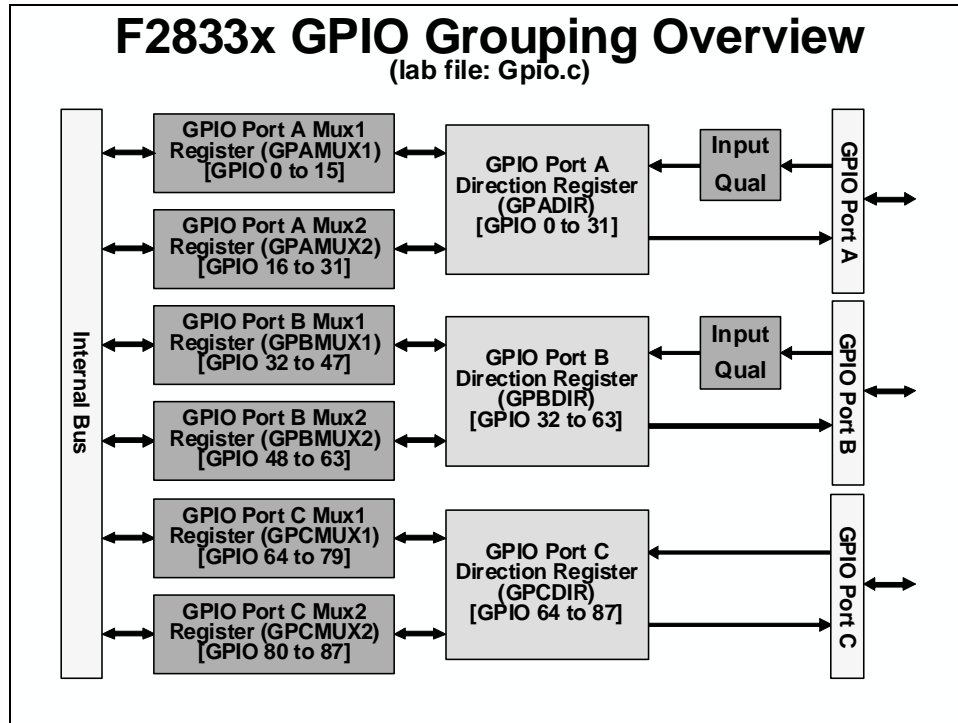 F2833x GPIO Grouping Overview
(lab file: Gpio.c)
Internal Bus
GPIO Port A Mux1
Register (GPAMUX1)
[GPIO 0 to 15]
GPIO Port A Mux2
Register (GPAMUX2)
[GPIO 16 to 31]
GPIO Port A
Direction Register
(GPADIR)
[GPIO 0 to 31]
Input
Qual
GPIO Port A
GPIO Port B Mux1
Register (GPBMUX1)
[GPIO 32 to 47]
GPIO Port B Mux2
Register (GPBMUX2)
[GPIO 48 to 63]
GPIO Port B
Direction Register
(GPBDIR)
[GPIO 32 to 63]
Input
Qual
GPIO Port B
GPIO Port C Mux1
Register (GPCMUX1)
[GPIO 64 to 79]
GPIO Port C Mux2
Register (GPCMUX2)
[GPIO 80 to 87]
GPIO Port C
Direction Register
(GPCDIR)
[GPIO 64 to 87]
GPIO Port C